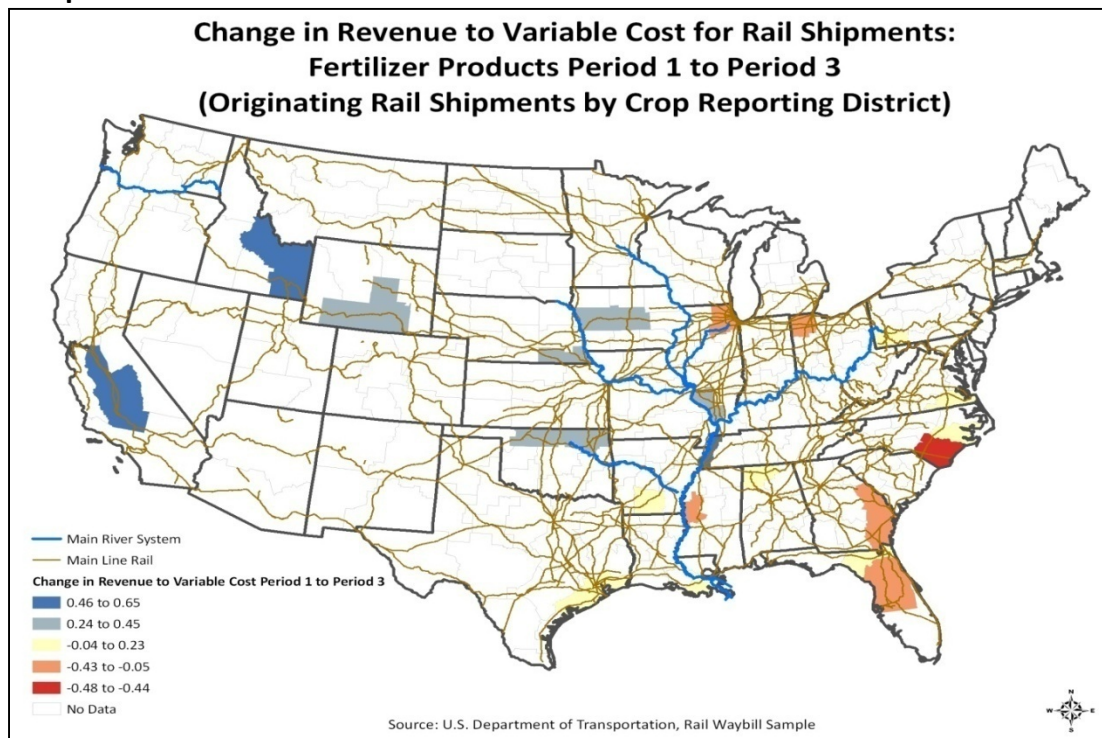 Change in Revenue to Variable Cost for Rail Shipments:
Fertilizer Products Period 1 to Period 3
(Originating Rail Shipments by Crop Reporting District)
Main River System
Main Line Rail
Change in Revenue to Variable Cost Period 1 to Period 3
0.46 to 0.65
0.24 to 0.45
-0.04 to 0.23
-0.43 to -0.05
-0.48 to -0.44
No Data
Source: U.S. Department of Transportation, Rail Waybill Sample
N
W E
S